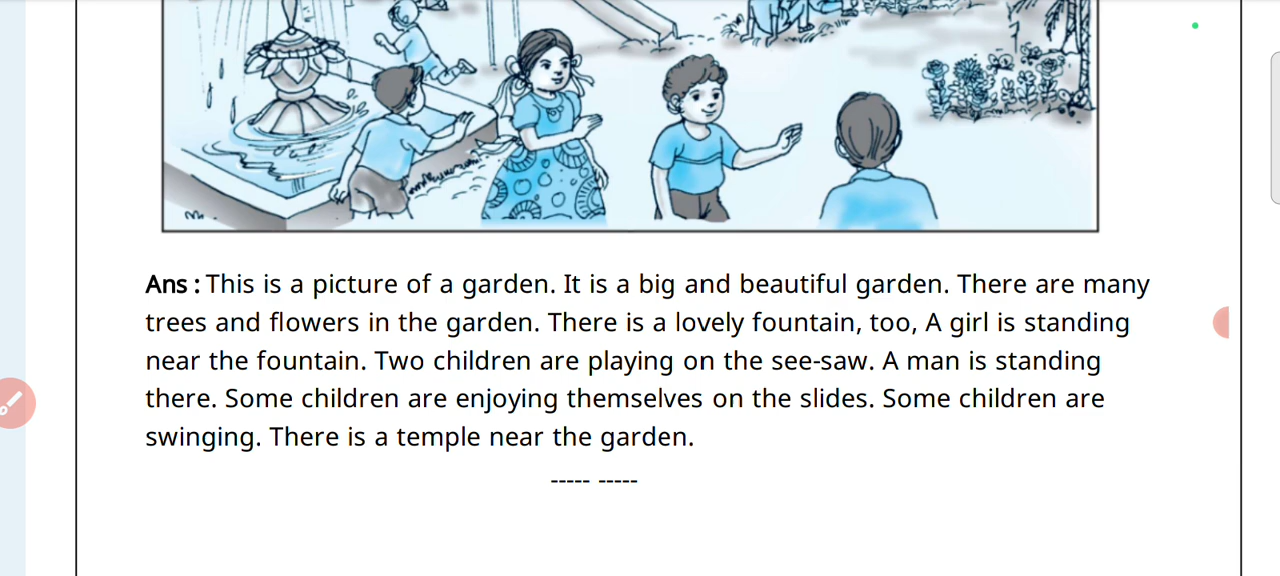 Ans : This is a picture of a garden. It is a big and beautiful garden. There are many
trees and flowers in the garden. There is a lovely fountain, too, A girl is standing
near the fountain. Two children are playing on the see-saw. A man is standing
there. Some children are enjoying themselves on the slides. Some children are
swinging. There is a temple near the garden.
----- -----